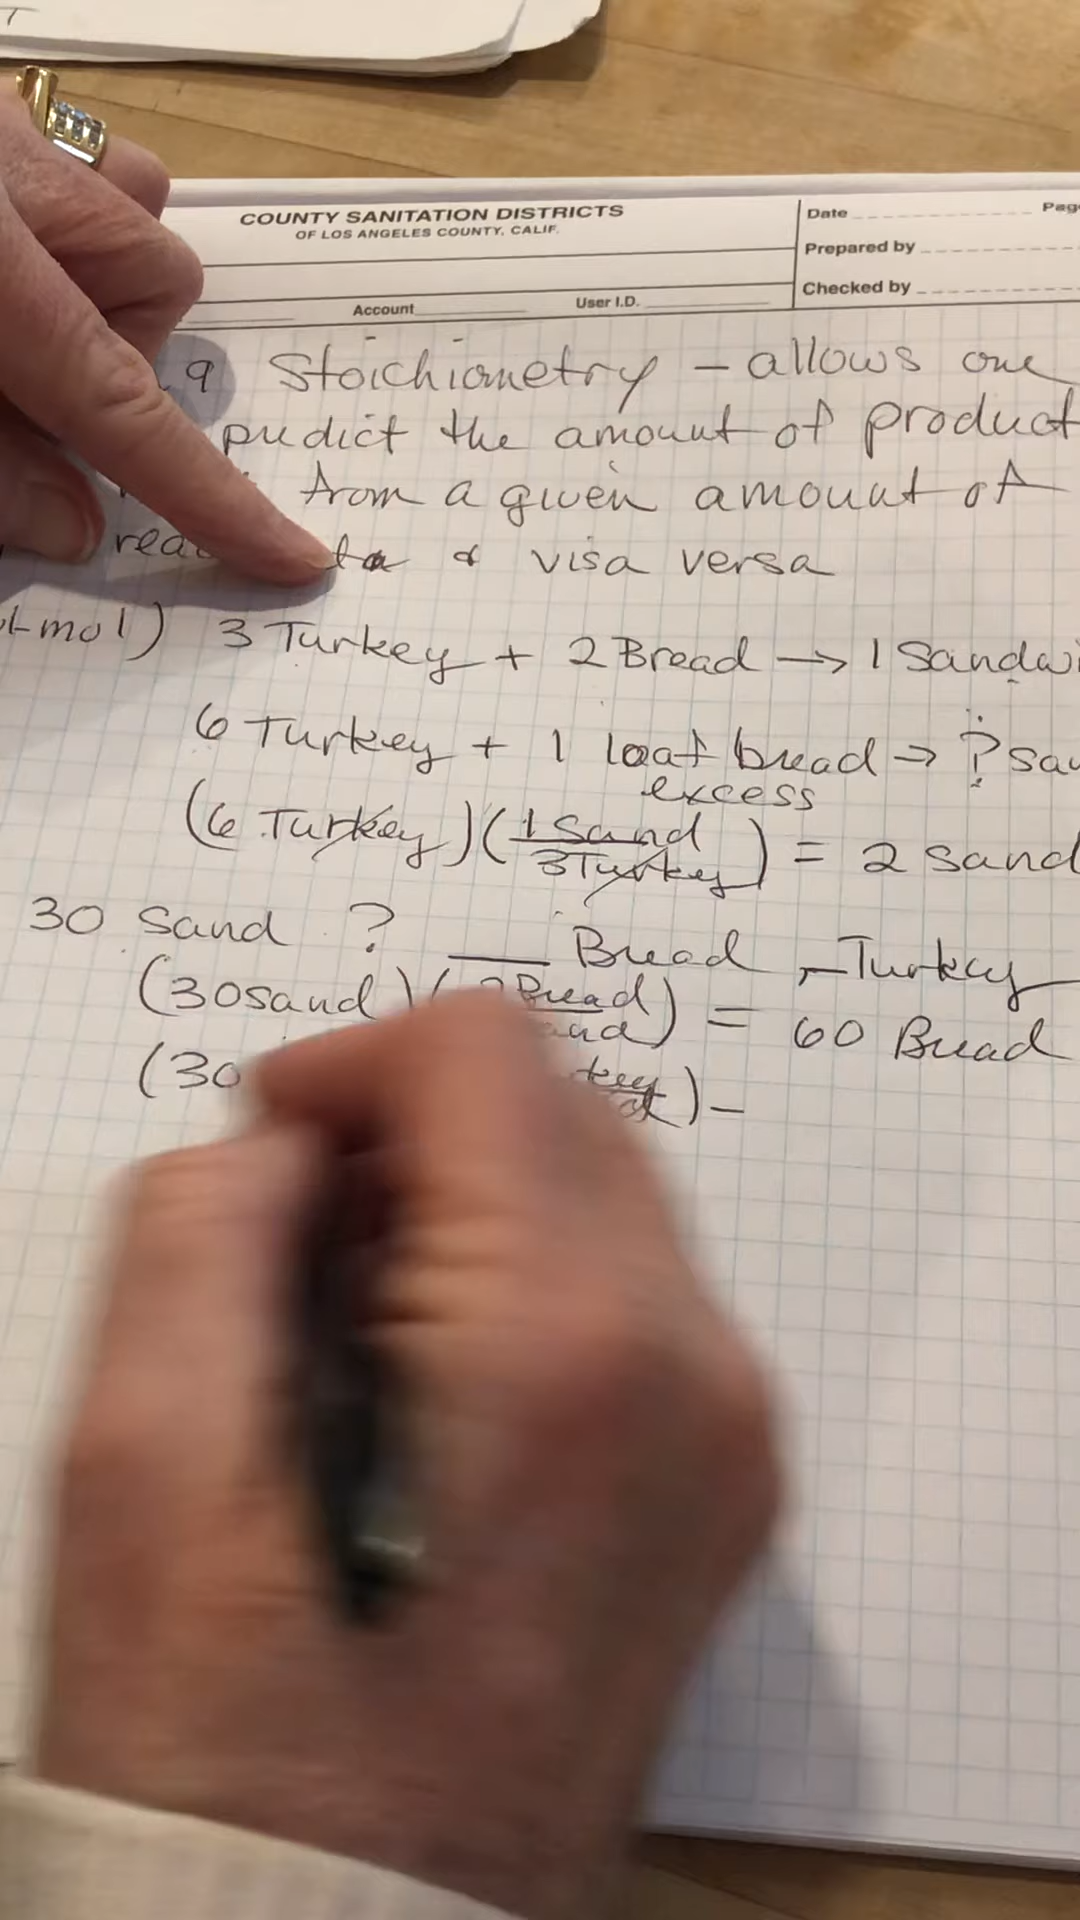 COUNTY SANITATION DISTRICTS
OF LOS ANGELES COUNTY, CALIF.
Date
Prepared by
Checked by
Account User I.D.
9 Stoichiometry - allows one
predict the amount of product
from a given amount of
& visa versa
3 Turkey + 2 Bread → 1
6 Turkey + 1 loaf bread → ?
excess
(6 Turkey)(1 Sand / 3 Turkey) = 2 Sand
30 Sand ? ___ Bread, - Turkey
(30 sand)( Bread / ) = 60 Bread
(30 ) -